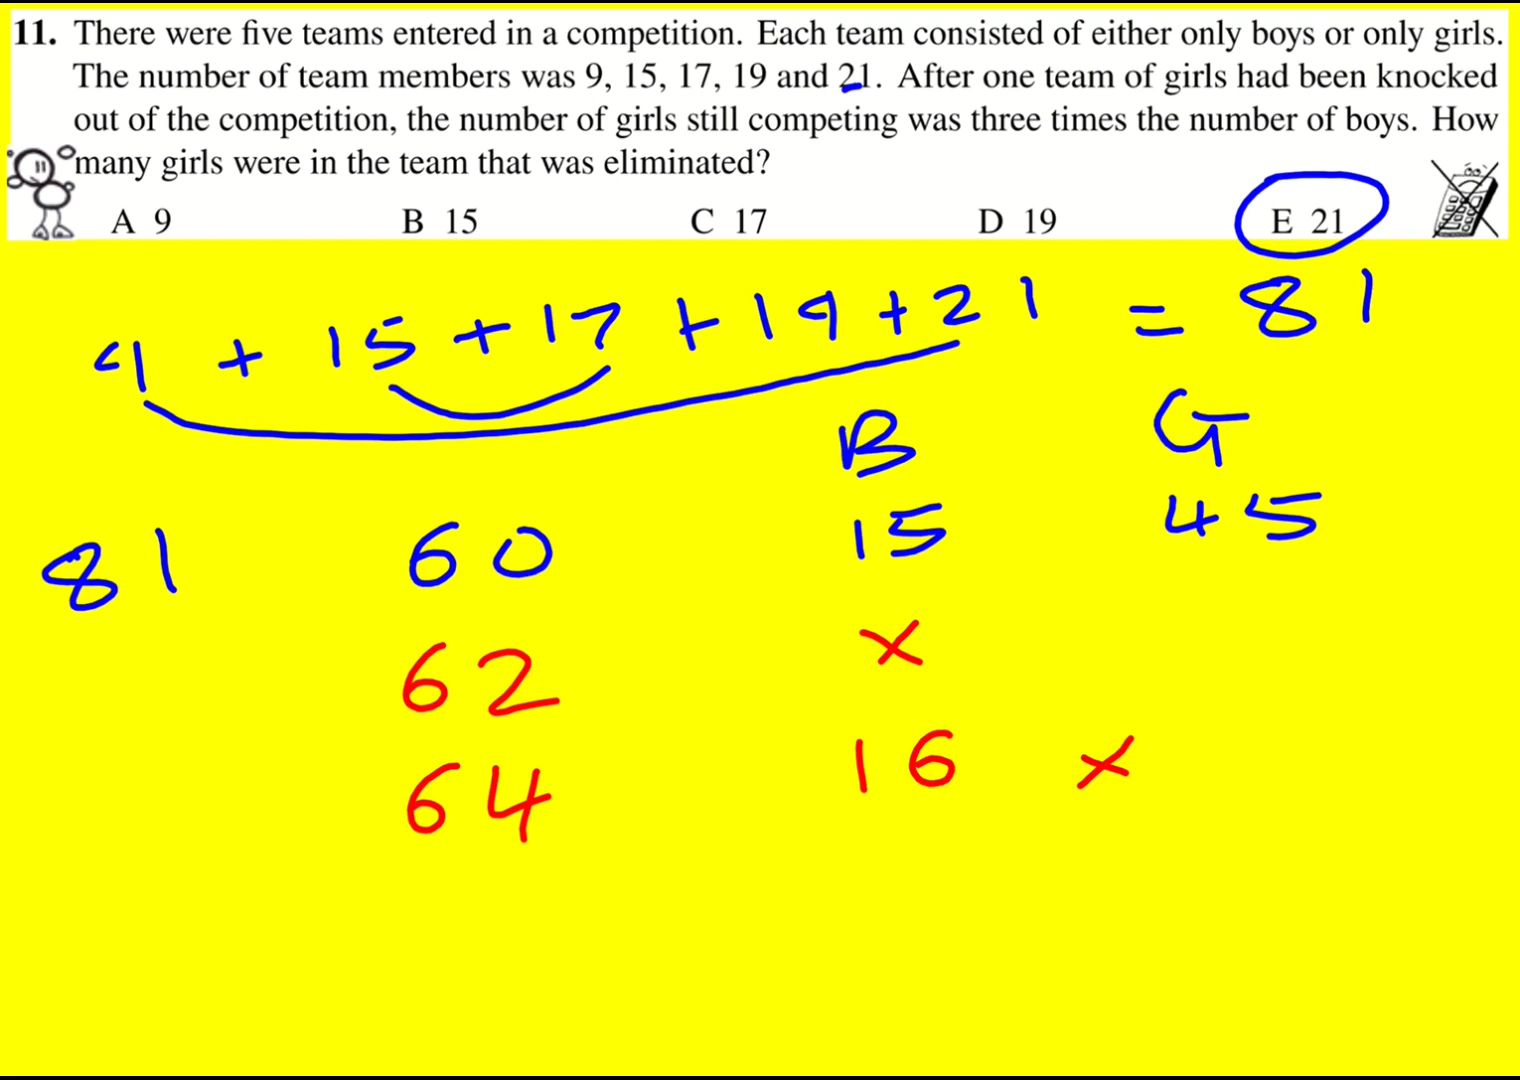 11. There were five teams entered in a competition. Each team consisted of either only boys or only girls.
The number of team members was 9, 15, 17, 19 and 21. After one team of girls had been knocked
out of the competition, the number of girls still competing was three times the number of boys. How
many girls were in the team that was eliminated?
A 9 B 15 C 17 D 19 E 21
9 + 15 + 17 + 19 + 21 = 81
B G
81 60 15 45
62 ×
64 16 ×